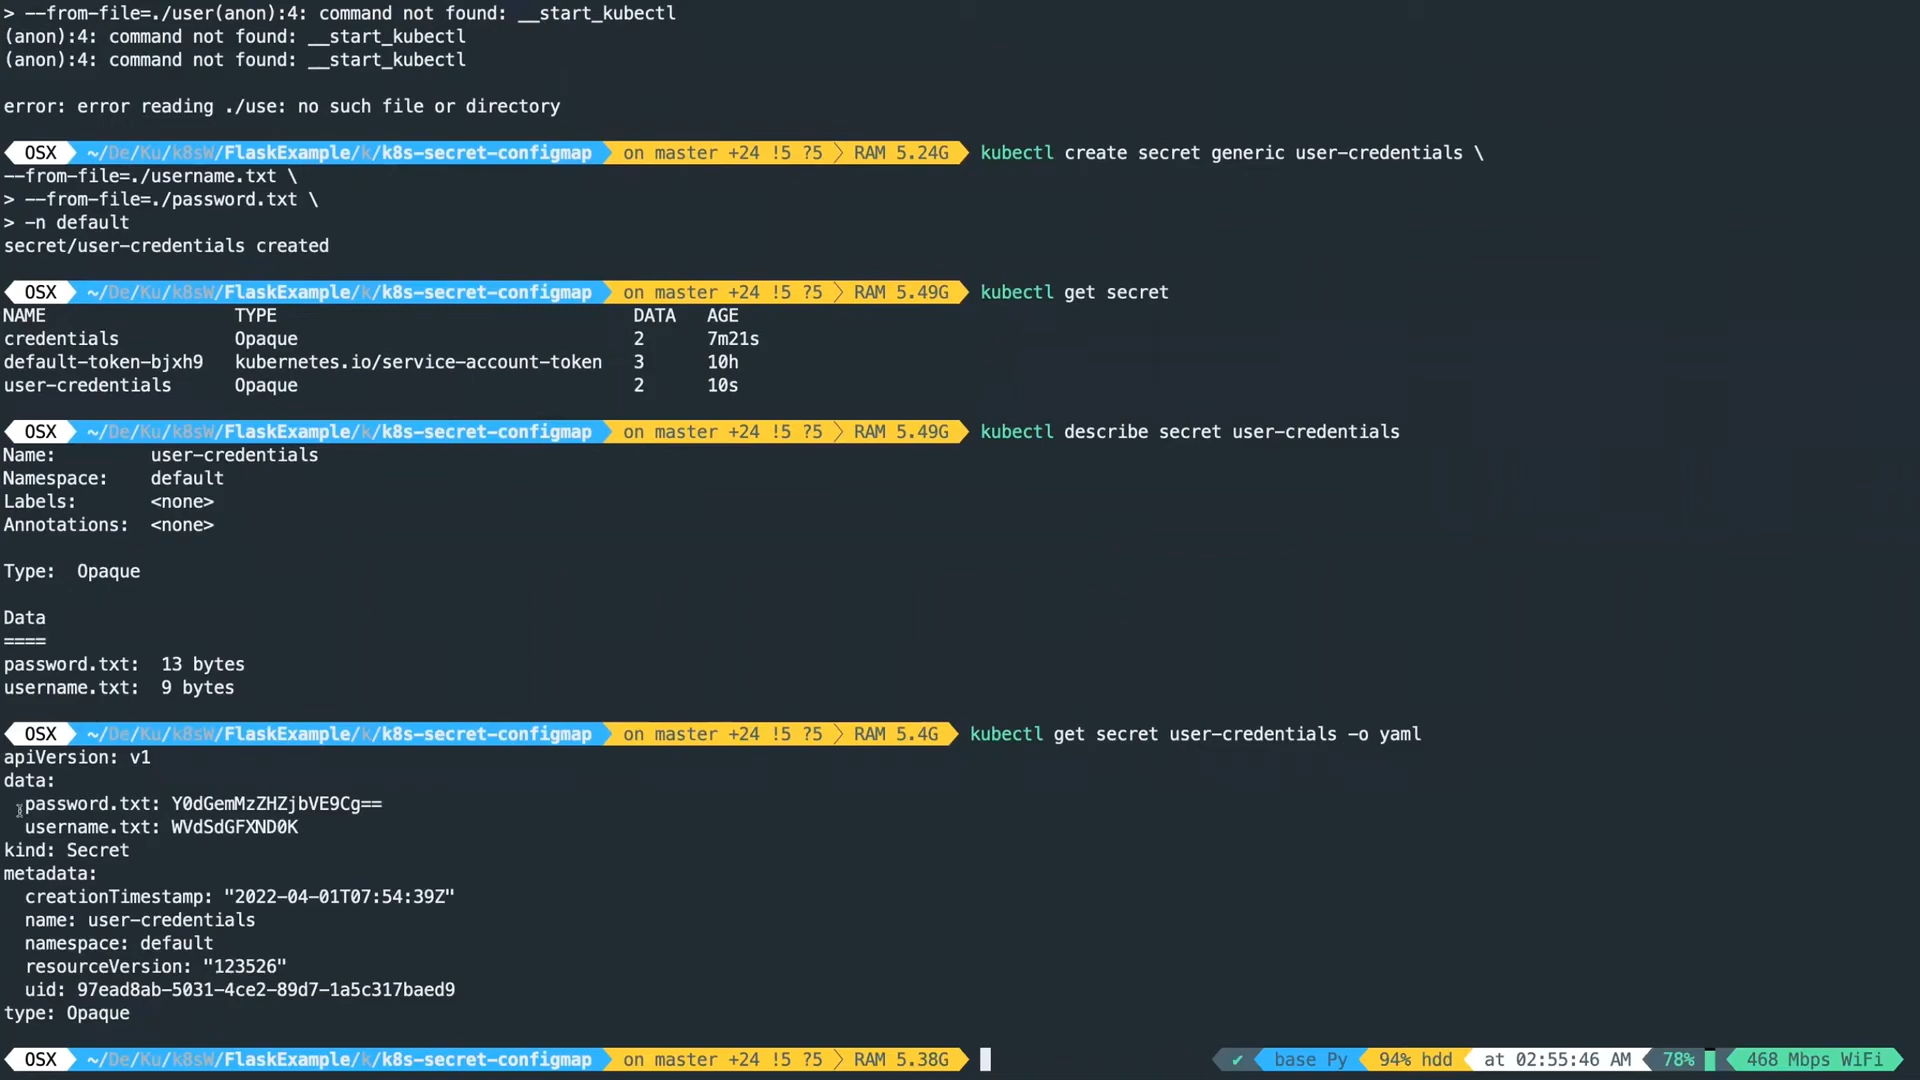 > --from-file=./user(anon):4: command not found: __start_kubectl
(anon):4: command not found: __start_kubectl
(anon):4: command not found: __start_kubectl
error: error reading ./use: no such file or directory
OSX ~/De/Ku/k8sW/FlaskExample/k/k8s-secret-configmap on master +24 !5 ?5 RAM 5.24G kubectl create secret generic user-credentials \
--from-file=./username.txt \
> --from-file=./password.txt \
> -n default
secret/user-credentials created
OSX ~/De/Ku/k8sW/FlaskExample/k/k8s-secret-configmap on master +24 !5 ?5 RAM 5.49G kubectl get secret
NAME TYPE DATA AGE
credentials Opaque 2 7m21s
default-token-bjxh9 kubernetes.io/service-account-token 3 10h
user-credentials Opaque 2 10s
OSX ~/De/Ku/k8sW/FlaskExample/k/k8s-secret-configmap on master +24 !5 ?5 RAM 5.49G kubectl describe secret user-credentials
Name: user-credentials
Namespace: default
Labels: <none>
Annotations: <none>
Type: Opaque
Data
====
password.txt: 13 bytes
username.txt: 9 bytes
OSX ~/De/Ku/k8sW/FlaskExample/k/k8s-secret-configmap on master +24 !5 ?5 RAM 5.4G kubectl get secret user-credentials -o yaml
apiVersion: v1
data:
password.txt: Y0dGemMzZHZjbVE9Cg==
username.txt: WVdSdGFXND0K
kind: Secret
metadata:
creationTimestamp: "2022-04-01T07:54:39Z"
name: user-credentials
namespace: default
resourceVersion: "123526"
uid: 97ead8ab-5031-4ce2-89d7-1a5c317baed9
type: Opaque
OSX ~/De/Ku/k8sW/FlaskExample/k/k8s-secret-configmap on master +24 !5 ?5 RAM 5.38G ✔ base Py 94% hdd at 02:55:46 AM 78% 468 Mbps WiFi